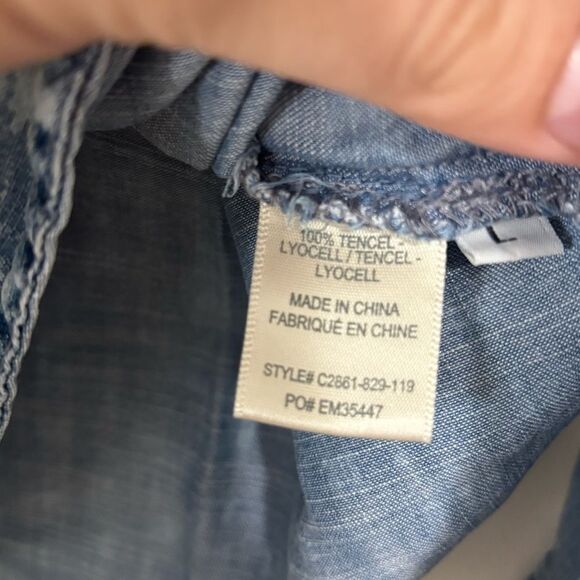 100% TENCEL -
LYOCELL / TENCEL -
LYOCELL
MADE IN CHINA
FABRIQUÉ EN CHINE
STYLE# C2861-829-119
PO# EM35447
L